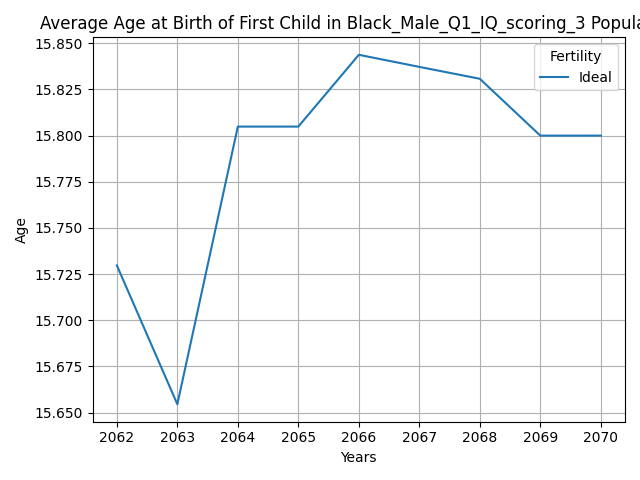 Average Age at Birth of First Child in Black_Male_Q1_IQ_scoring_3 Popula
15.850
15.825
15.800
15.775
15.750
15.725
15.700
15.675
15.650
Age
Fertility
Ideal
2062 2063 2064 2065 2066 2067 2068 2069 2070
Years